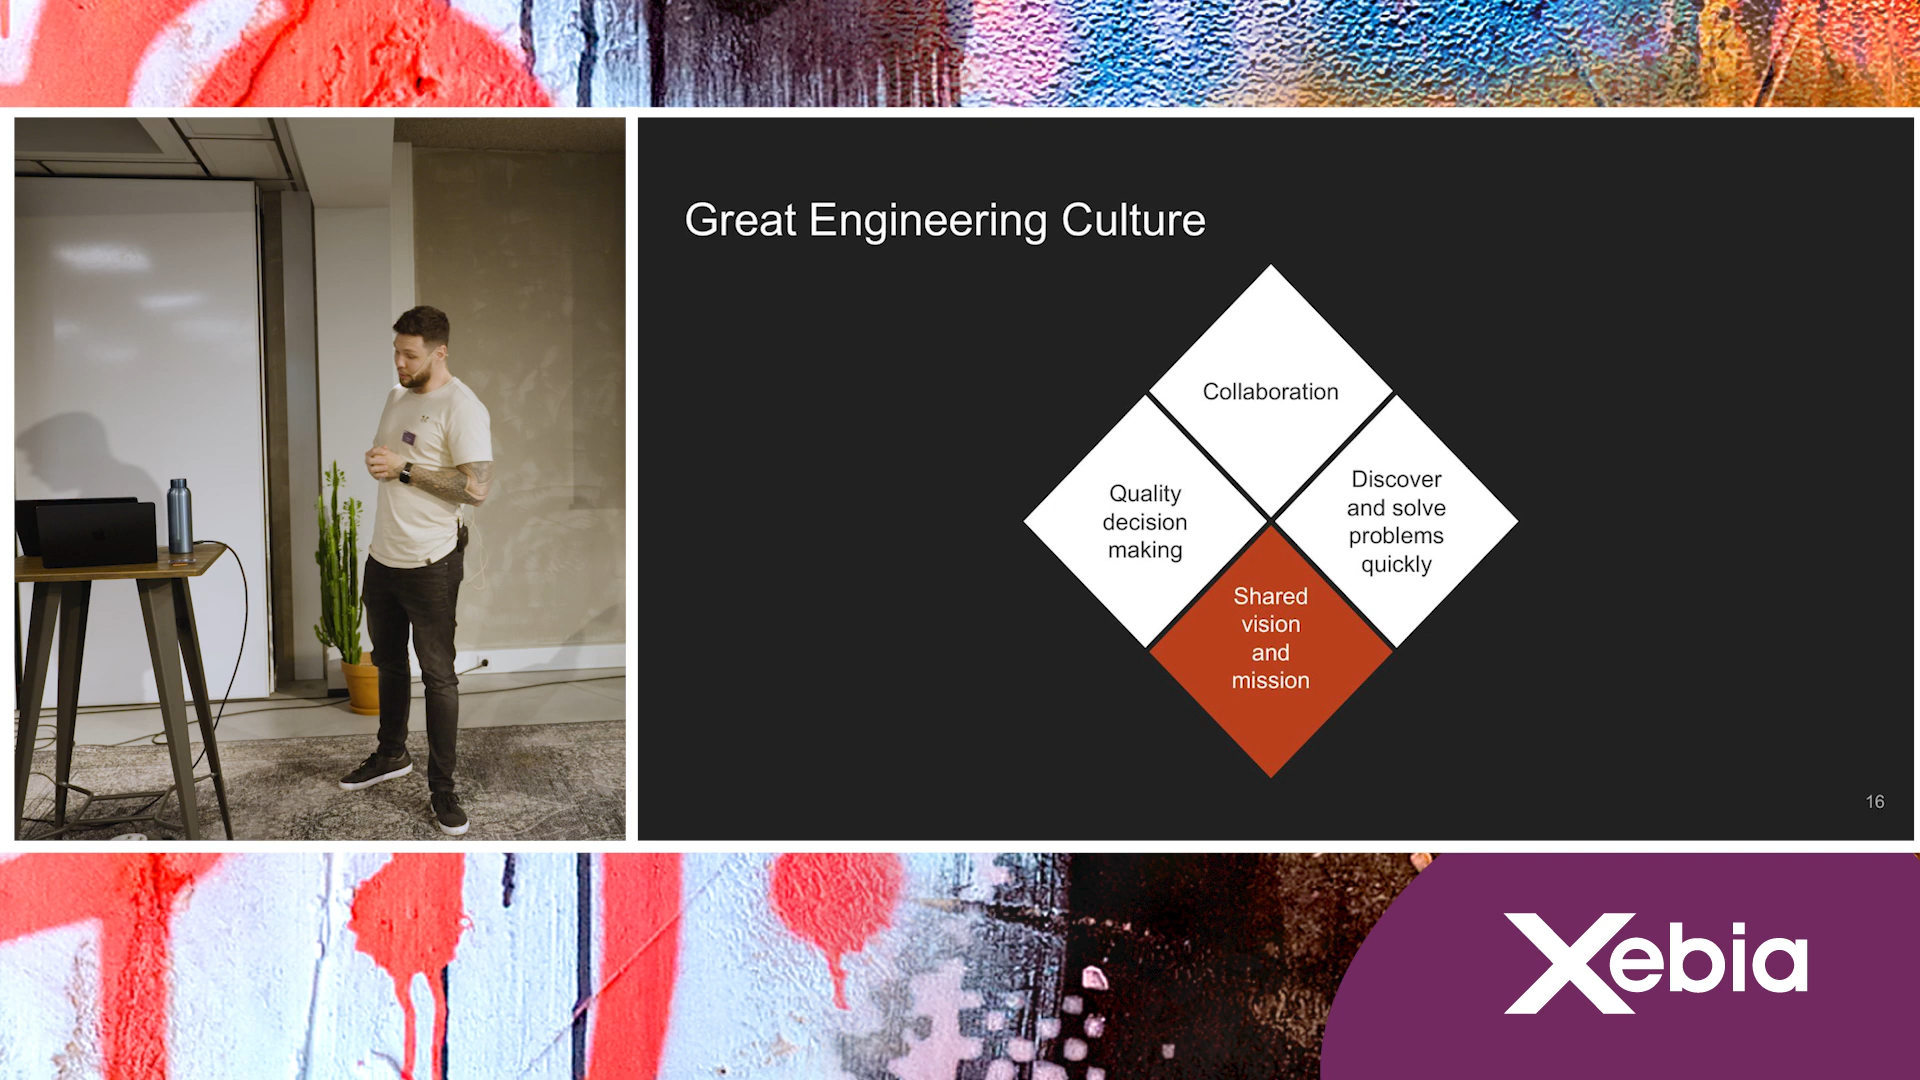 Great Engineering Culture
Collaboration
Quality
decision
making
Discover
and solve
problems
quickly
Shared
vision
and
mission
16
Xebia